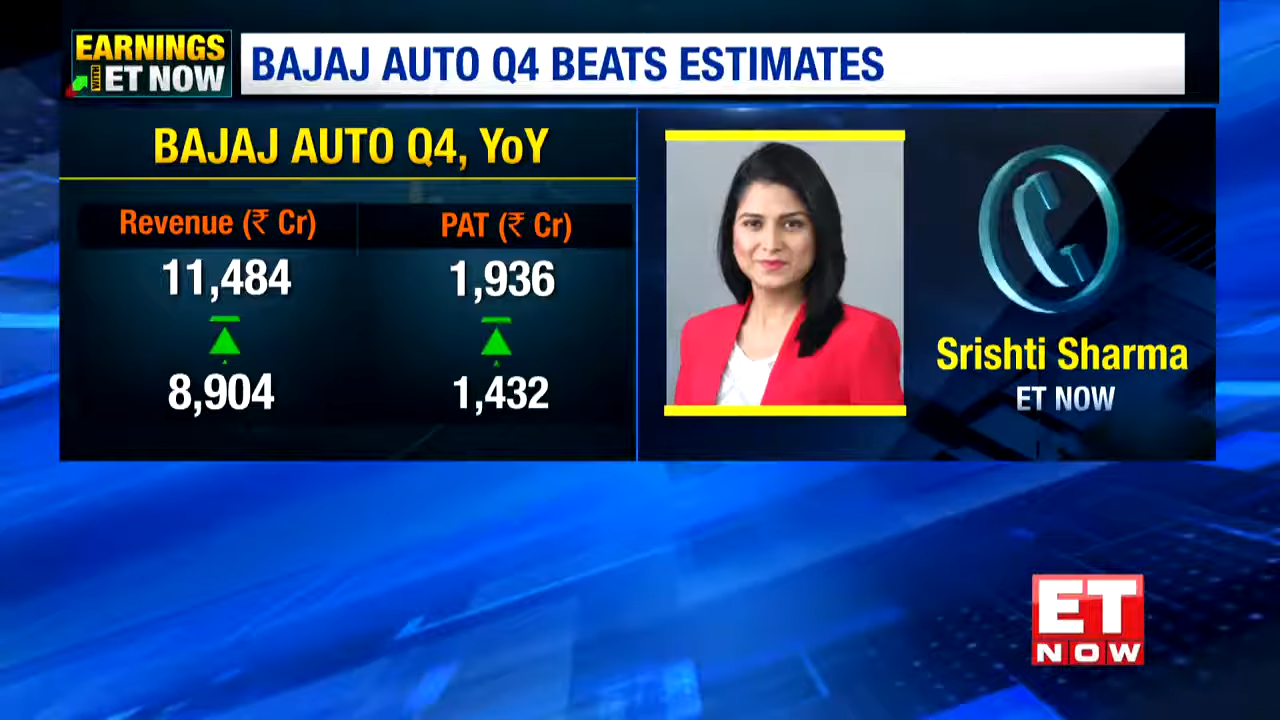 EARNINGS
WITH ET NOW
BAJAJ AUTO Q4 BEATS ESTIMATES
BAJAJ AUTO Q4, YoY
Revenue (₹ Cr) PAT (₹ Cr)
11,484 1,936
8,904 1,432
Srishti Sharma
ET NOW
ET
NOW